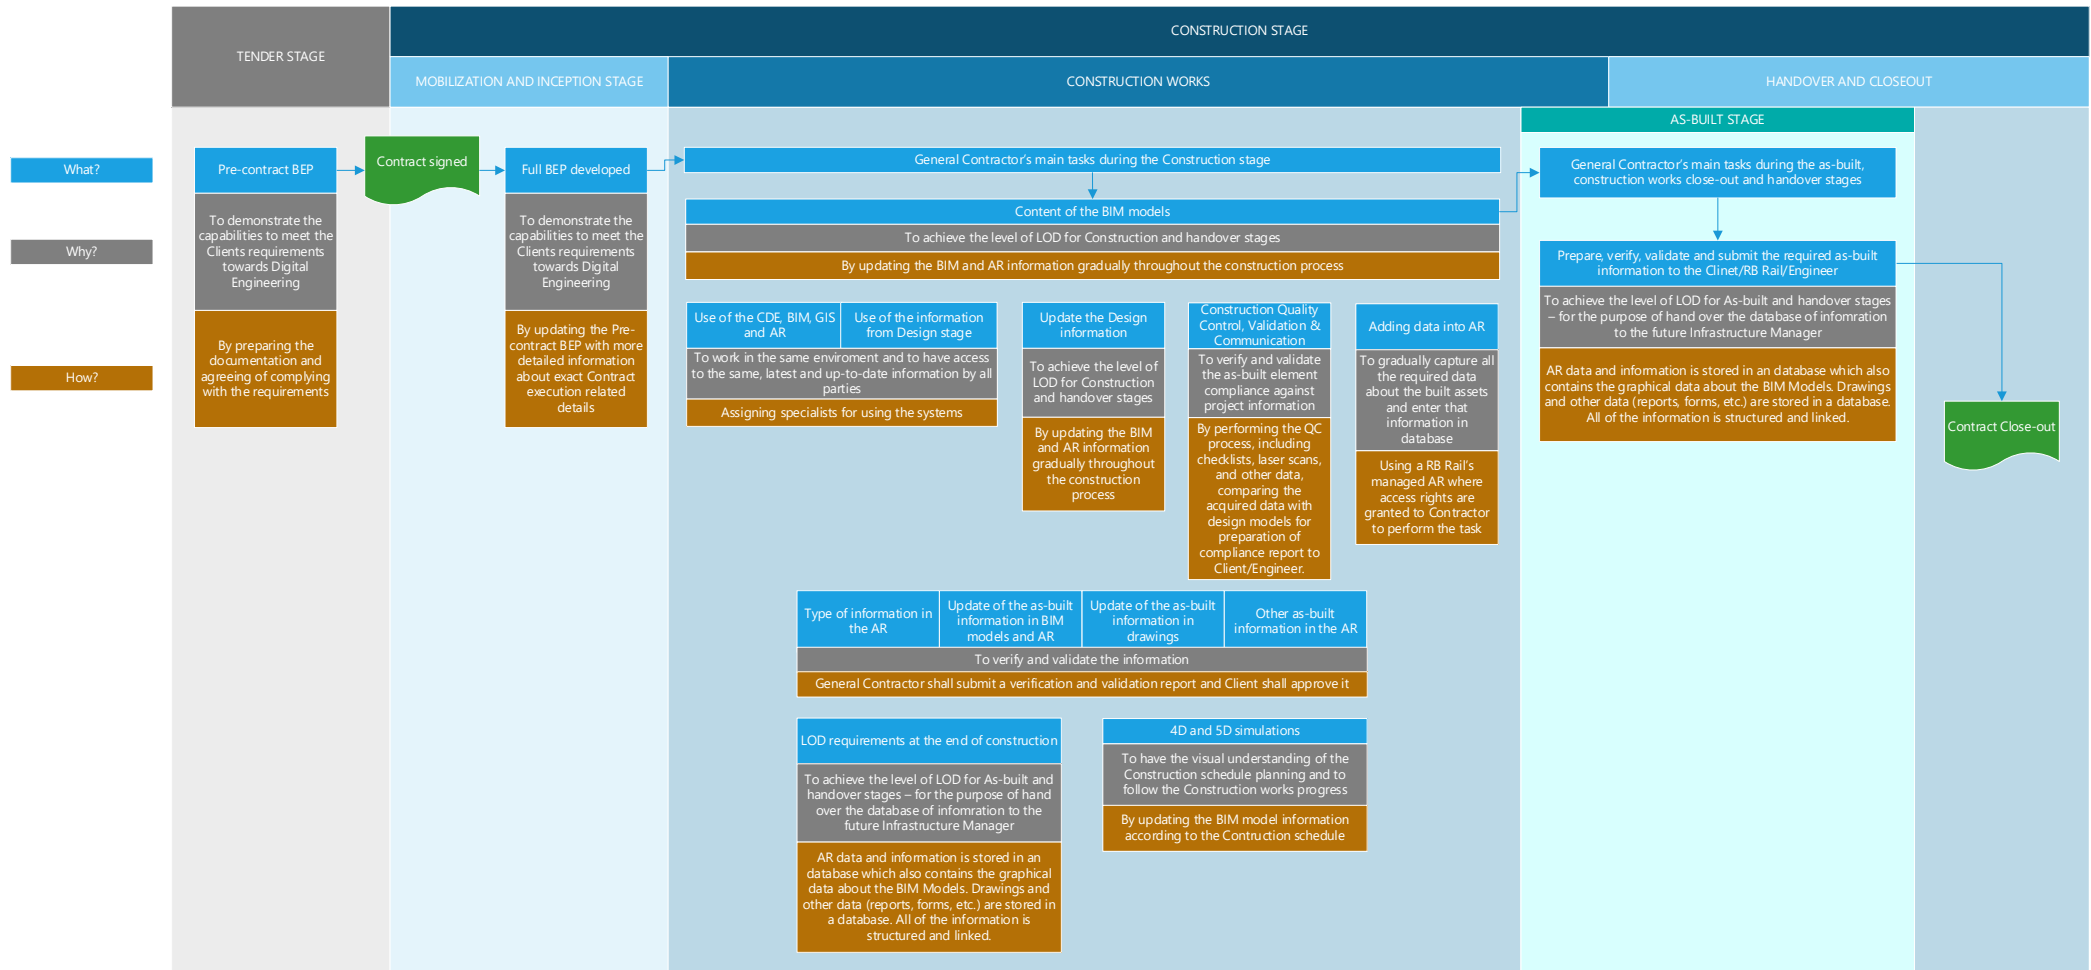 TENDER STAGE
CONSTRUCTION STAGE
MOBILIZATION AND INCEPTION STAGE
CONSTRUCTION WORKS
HANDOVER AND CLOSEOUT
AS-BUILT STAGE
What?
Why?
How?
Pre-contract BEP
To demonstrate the
capabilities to meet the
Clients requirements
towards Digital
Engineering
By preparing the
documentation and
agreeing of complying
with the requirements
Contract signed
Full BEP developed
To demonstrate the
capabilities to meet the
Clients requirements
towards Digital
Engineering
By updating the Pre-
contract BEP with more
detailed information
about exact Contract
execution related
details
General Contractor's main tasks during the Construction stage
Content of the BIM models
To achieve the level of LOD for Construction and handover stages
By updating the BIM and AR information gradually throughout the construction process
Use of the CDE, BIM, GIS
and AR
Use of the information
from Design stage
To work in the same enviroment and to have access
to the same, latest and up-to-date information by all
parties
Assigning specialists for using the systems
Update the Design
information
To achieve the level of
LOD for Construction
and handover stages
By updating the BIM
and AR information
gradually throughout
the construction
process
Construction Quality
Control, Validation &
Communication
To verify and validate
the as-built element
compliance against
project information
By performing the QC
process, including
checklists, laser scans,
and other data,
comparing the
acquired data with
design models for
preparation of
compliance report to
Client/Engineer.
Adding data into AR
To gradually capture all
the required data
about the built assets
and enter that
information in
database
Using a RB Rail's
managed AR where
access rights are
granted to Contractor
to perform the task
Type of information in
the AR
Update of the as-built
information in BIM
models and AR
Update of the as-built
information in
drawings
Other as-built
information in the AR
To verify and validate the information
General Contractor shall submit a verification and validation report and Client shall approve it
LOD requirements at the end of construction
To achieve the level of LOD for As-built and
handover stages – for the purpose of hand
over the database of infomration to the
future Infrastructure Manager
AR data and information is stored in an
database which also contains the graphical
data about the BIM Models. Drawings and
other data (reports, forms, etc.) are stored in
a database. All of the information is
structured and linked.
4D and 5D simulations
To have the visual understanding of the
Construction schedule planning and to
follow the Construction works progress
By updating the BIM model information
according to the Contruction schedule
General Contractor's main tasks during the as-built,
construction works close-out and handover stages
Prepare, verify, validate and submit the required as-built
information to the Clinet/RB Rail/Engineer
To achieve the level of LOD for As-built and handover stages
– for the purpose of hand over the database of infomration
to the future Infrastructure Manager
AR data and information is stored in an database which also
contains the graphical data about the BIM Models. Drawings
and other data (reports, forms, etc.) are stored in a database.
All of the information is structured and linked.
Contract Close-out